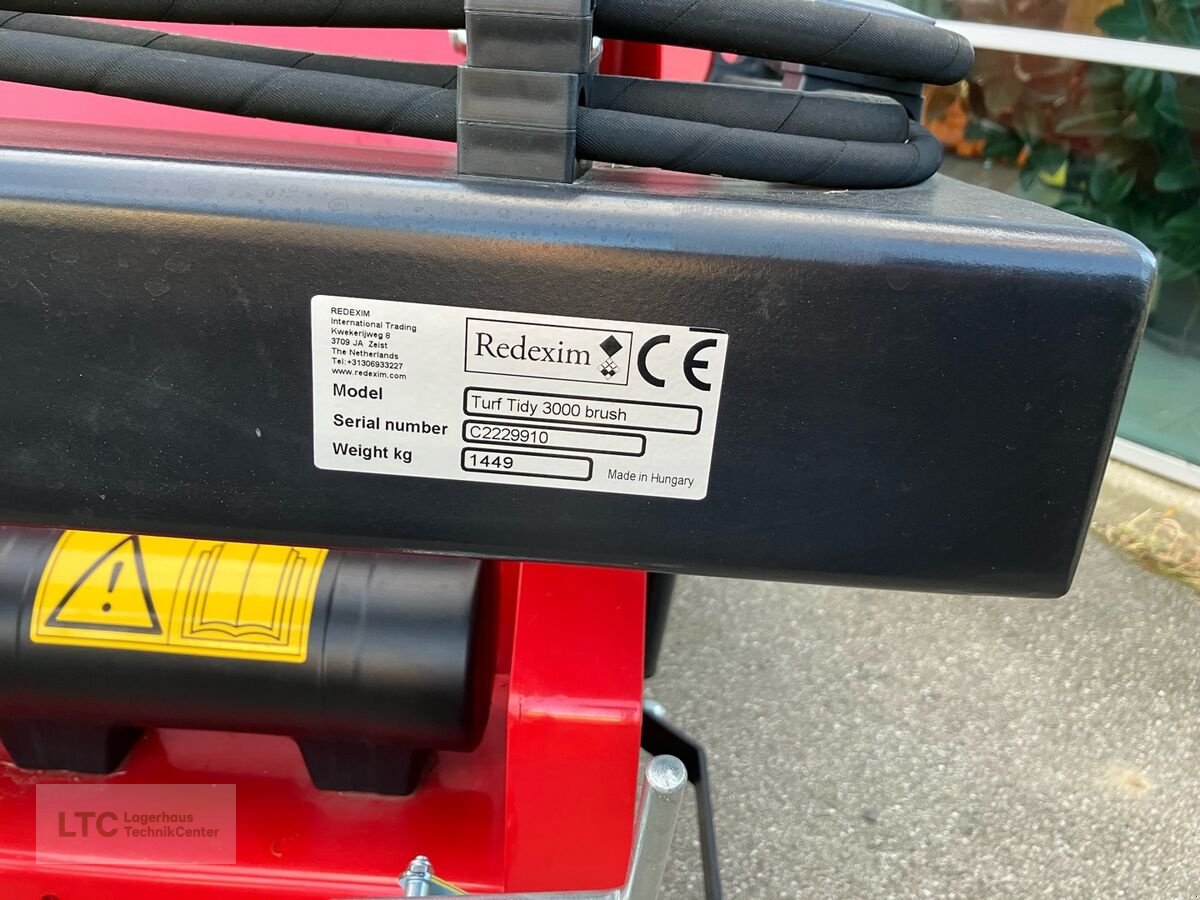 REDEXIM
International Trading
Kwekerijweg 8
3709 JA Zeist
The Netherlands
Tel:+31306933227
www.redexim.com
Redexim
CE
Model
Turf Tidy 3000 brush
Serial number
C2229910
Weight kg
1449
Made in Hungary
LTC Lagerhaus
TechnikCenter